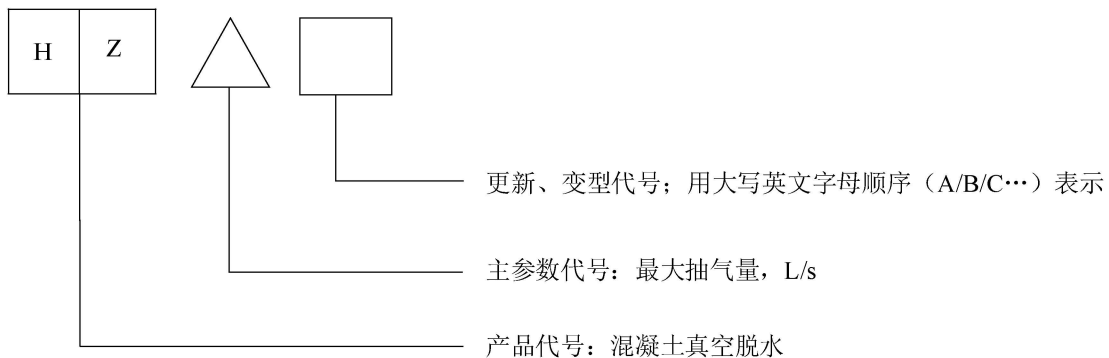 H Z
更新、变型代号；用大写英文字母顺序（A/B/C…）表示
主参数代号：最大抽气量，L/s
产品代号：混凝土真空脱水